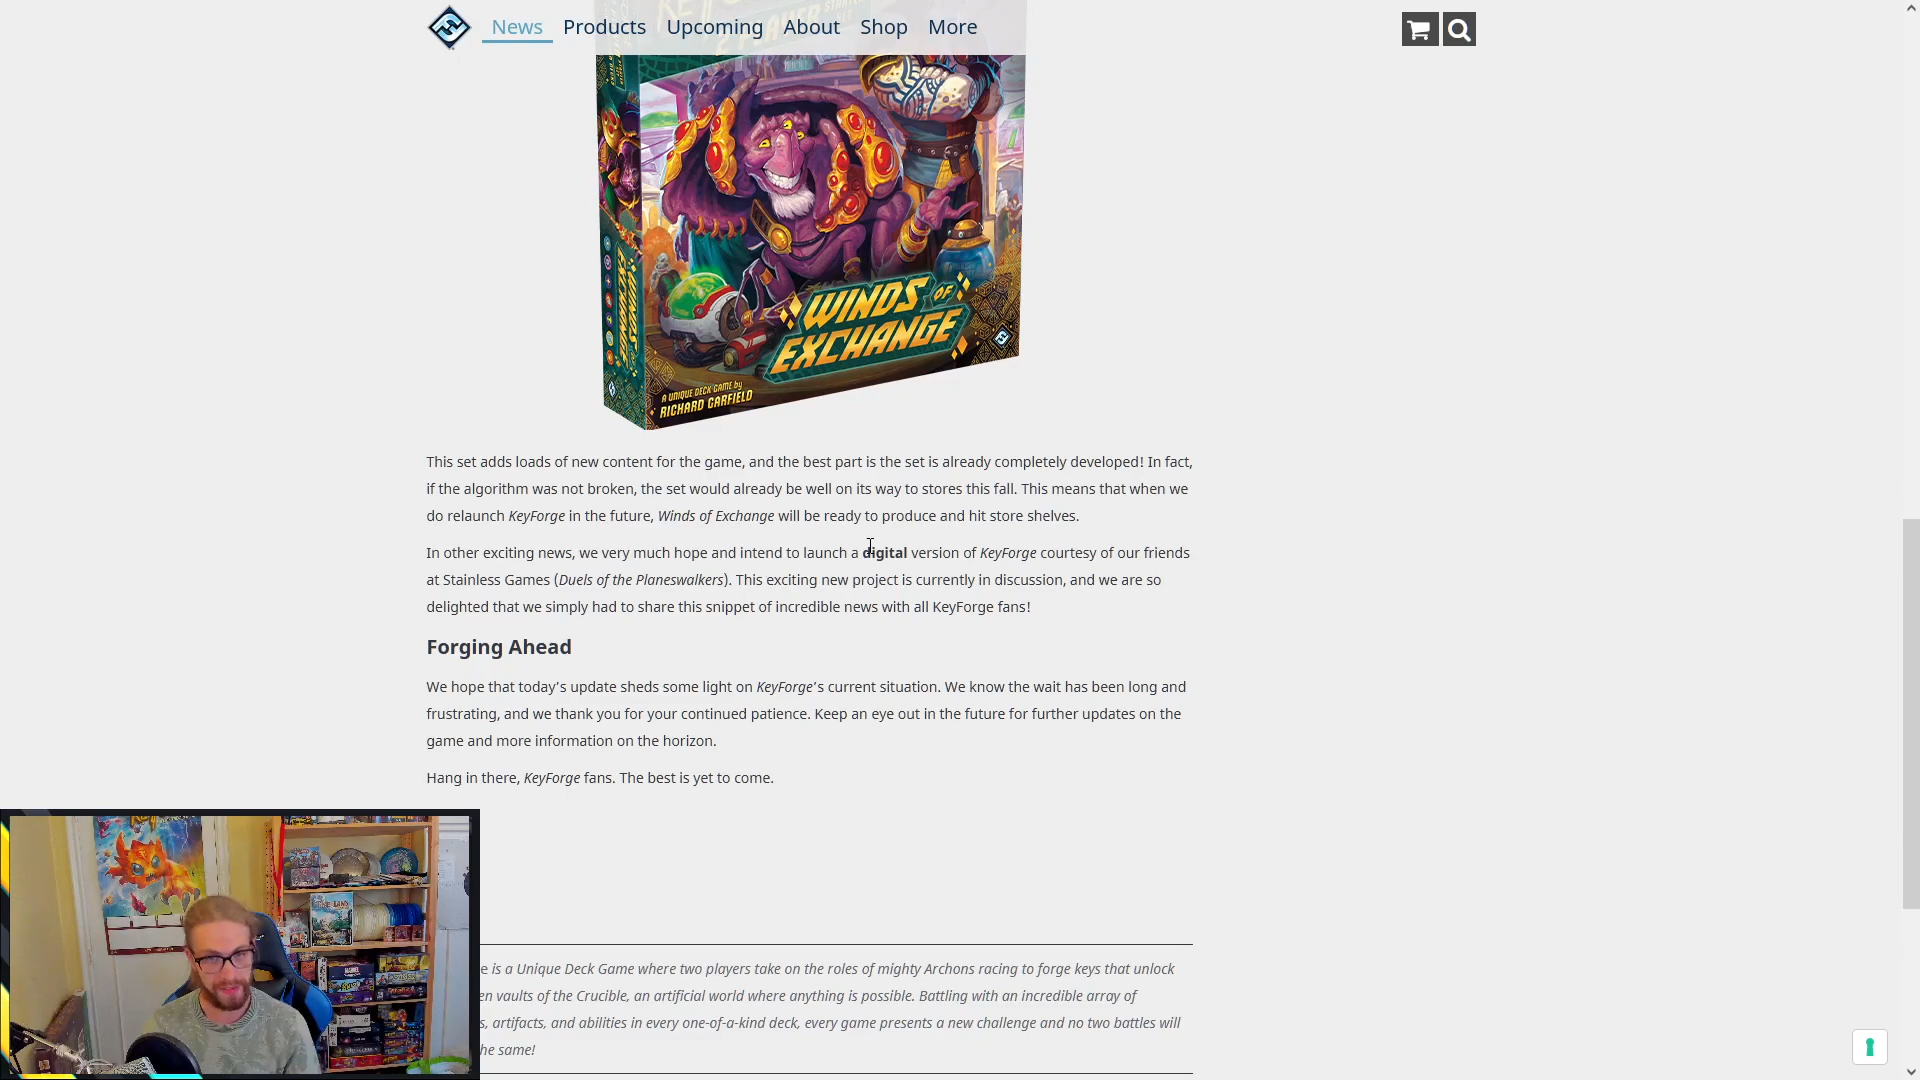 News Products Upcoming About Shop More
2-PLAYER
WINDS OF
EXCHANGE
A UNIQUE DECK GAME by
RICHARD GARFIELD
This set adds loads of new content for the game, and the best part is the set is already completely developed! In fact,
if the algorithm was not broken, the set would already be well on its way to stores this fall. This means that when we
do relaunch KeyForge in the future, Winds of Exchange will be ready to produce and hit store shelves.
In other exciting news, we very much hope and intend to launch a digital version of KeyForge courtesy of our friends
at Stainless Games (Duels of the Planeswalkers). This exciting new project is currently in discussion, and we are so
delighted that we simply had to share this snippet of incredible news with all KeyForge fans!
Forging Ahead
We hope that today's update sheds some light on KeyForge's current situation. We know the wait has been long and
frustrating, and we thank you for your continued patience. Keep an eye out in the future for further updates on the
game and more information on the horizon.
Hang in there, KeyForge fans. The best is yet to come.
e is a Unique Deck Game where two players take on the roles of mighty Archons racing to forge keys that unlock
en vaults of the Crucible, an artificial world where anything is possible. Battling with an incredible array of
s, artifacts, and abilities in every one-of-a-kind deck, every game presents a new challenge and no two battles will
he same!